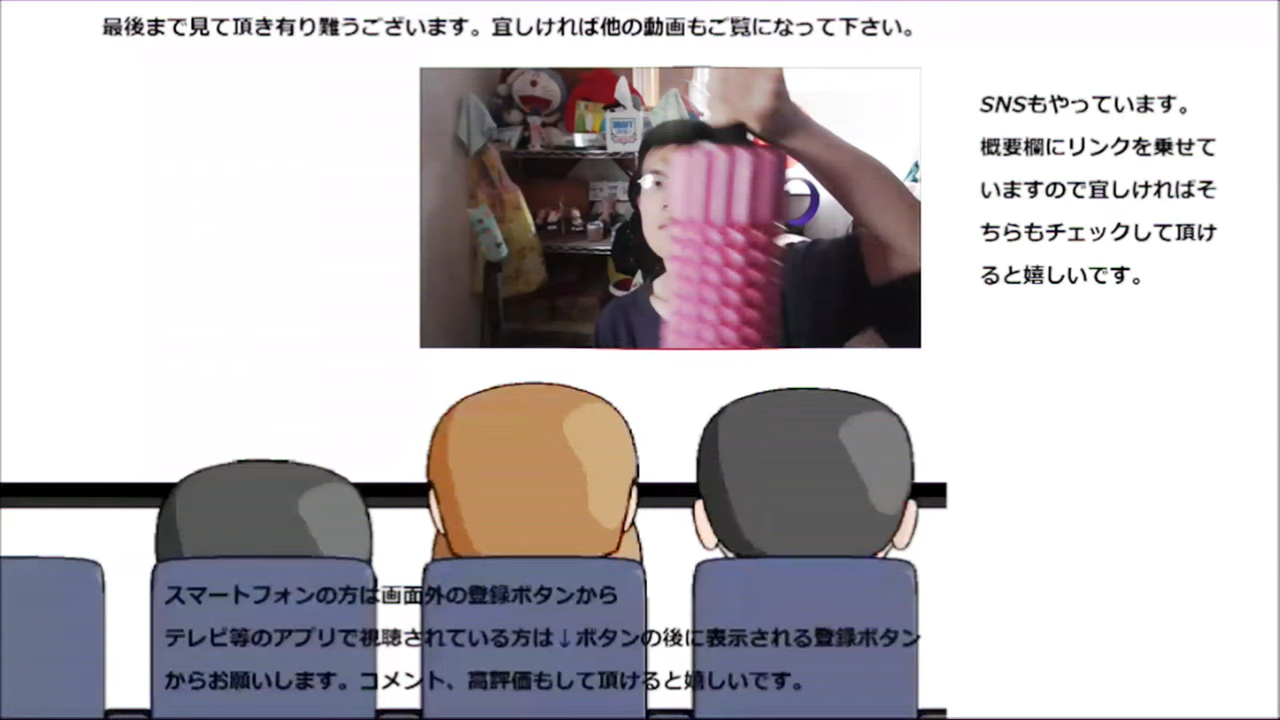 最後まで見て頂き有り難うございます。宜しければ他の動画もご覧になって下さい。
SNSもやっています。
概要欄にリンクを乗せて
いますので宜しければそ
ちらもチェックして頂け
ると嬉しいです。
スマートフォンの方は画面外の登録ボタンから
テレビ等のアプリで視聴されている方は↓ボタンの後に表示される登録ボタン
からお願いします。コメント、高評価もして頂けると嬉しいです。